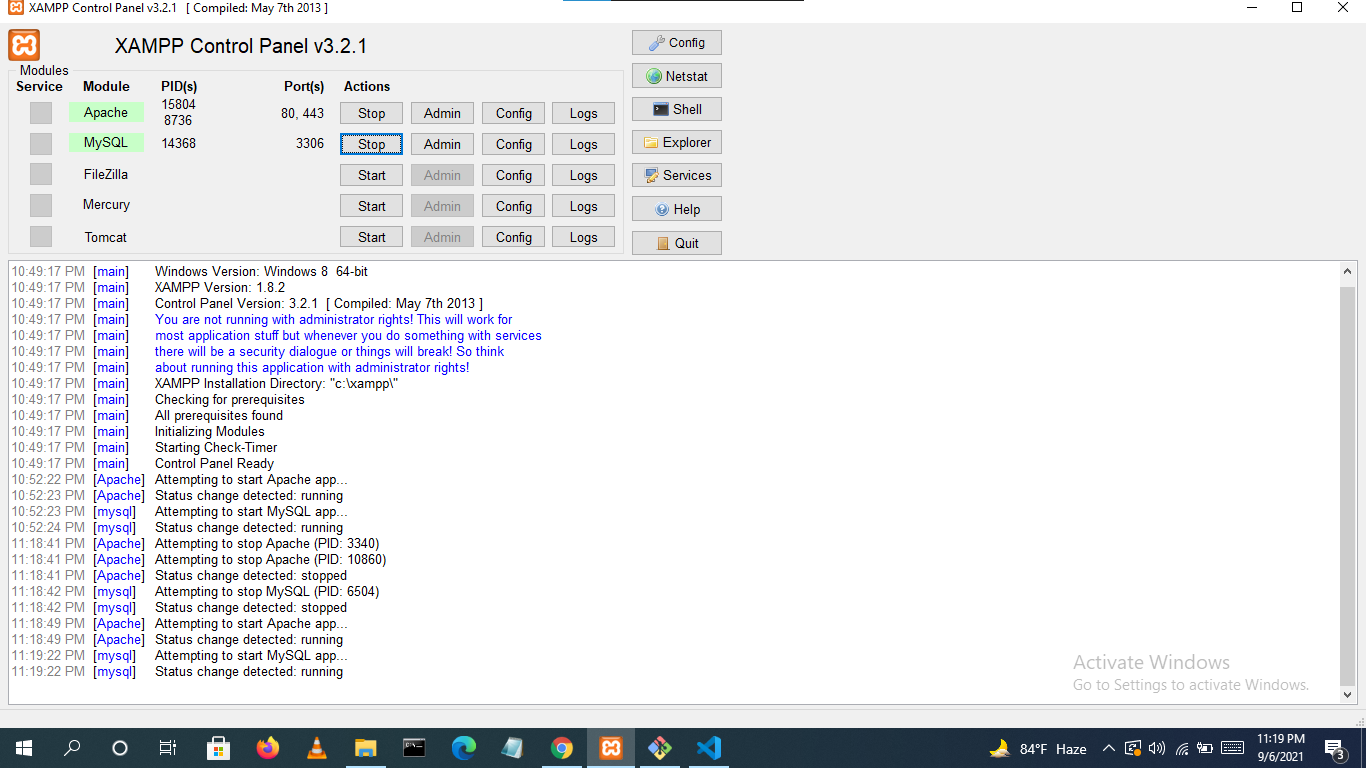 XAMPP Control Panel v3.2.1 [ Compiled: May 7th 2013 ]
XAMPP Control Panel v3.2.1
Modules
Service Module PID(s) Port(s) Actions
Apache 15804 8736 80, 443 Stop Admin Config Logs
MySQL 14368 3306 Stop Admin Config Logs
FileZilla Start Admin Config Logs
Mercury Start Admin Config Logs
Tomcat Start Admin Config Logs
Config
Netstat
Shell
Explorer
Services
Help
Quit
10:49:17 PM [main] Windows Version: Windows 8 64-bit
10:49:17 PM [main] XAMPP Version: 1.8.2
10:49:17 PM [main] Control Panel Version: 3.2.1 [ Compiled: May 7th 2013 ]
10:49:17 PM [main] You are not running with administrator rights! This will work for
10:49:17 PM [main] most application stuff but whenever you do something with services
10:49:17 PM [main] there will be a security dialogue or things will break! So think
10:49:17 PM [main] about running this application with administrator rights!
10:49:17 PM [main] XAMPP Installation Directory: "c:\xampp\"
10:49:17 PM [main] Checking for prerequisites
10:49:17 PM [main] All prerequisites found
10:49:17 PM [main] Initializing Modules
10:49:17 PM [main] Starting Check-Timer
10:49:17 PM [main] Control Panel Ready
10:52:22 PM [Apache] Attempting to start Apache app...
10:52:23 PM [Apache] Status change detected: running
10:52:23 PM [mysql] Attempting to start MySQL app...
10:52:24 PM [mysql] Status change detected: running
11:18:41 PM [Apache] Attempting to stop Apache (PID: 3340)
11:18:41 PM [Apache] Attempting to stop Apache (PID: 10860)
11:18:41 PM [Apache] Status change detected: stopped
11:18:42 PM [mysql] Attempting to stop MySQL (PID: 6504)
11:18:42 PM [mysql] Status change detected: stopped
11:18:49 PM [Apache] Attempting to start Apache app...
11:18:49 PM [Apache] Status change detected: running
11:19:22 PM [mysql] Attempting to start MySQL app...
11:19:22 PM [mysql] Status change detected: running
Activate Windows
Go to Settings to activate Windows.
84°F Haze
11:19 PM
9/6/2021
3